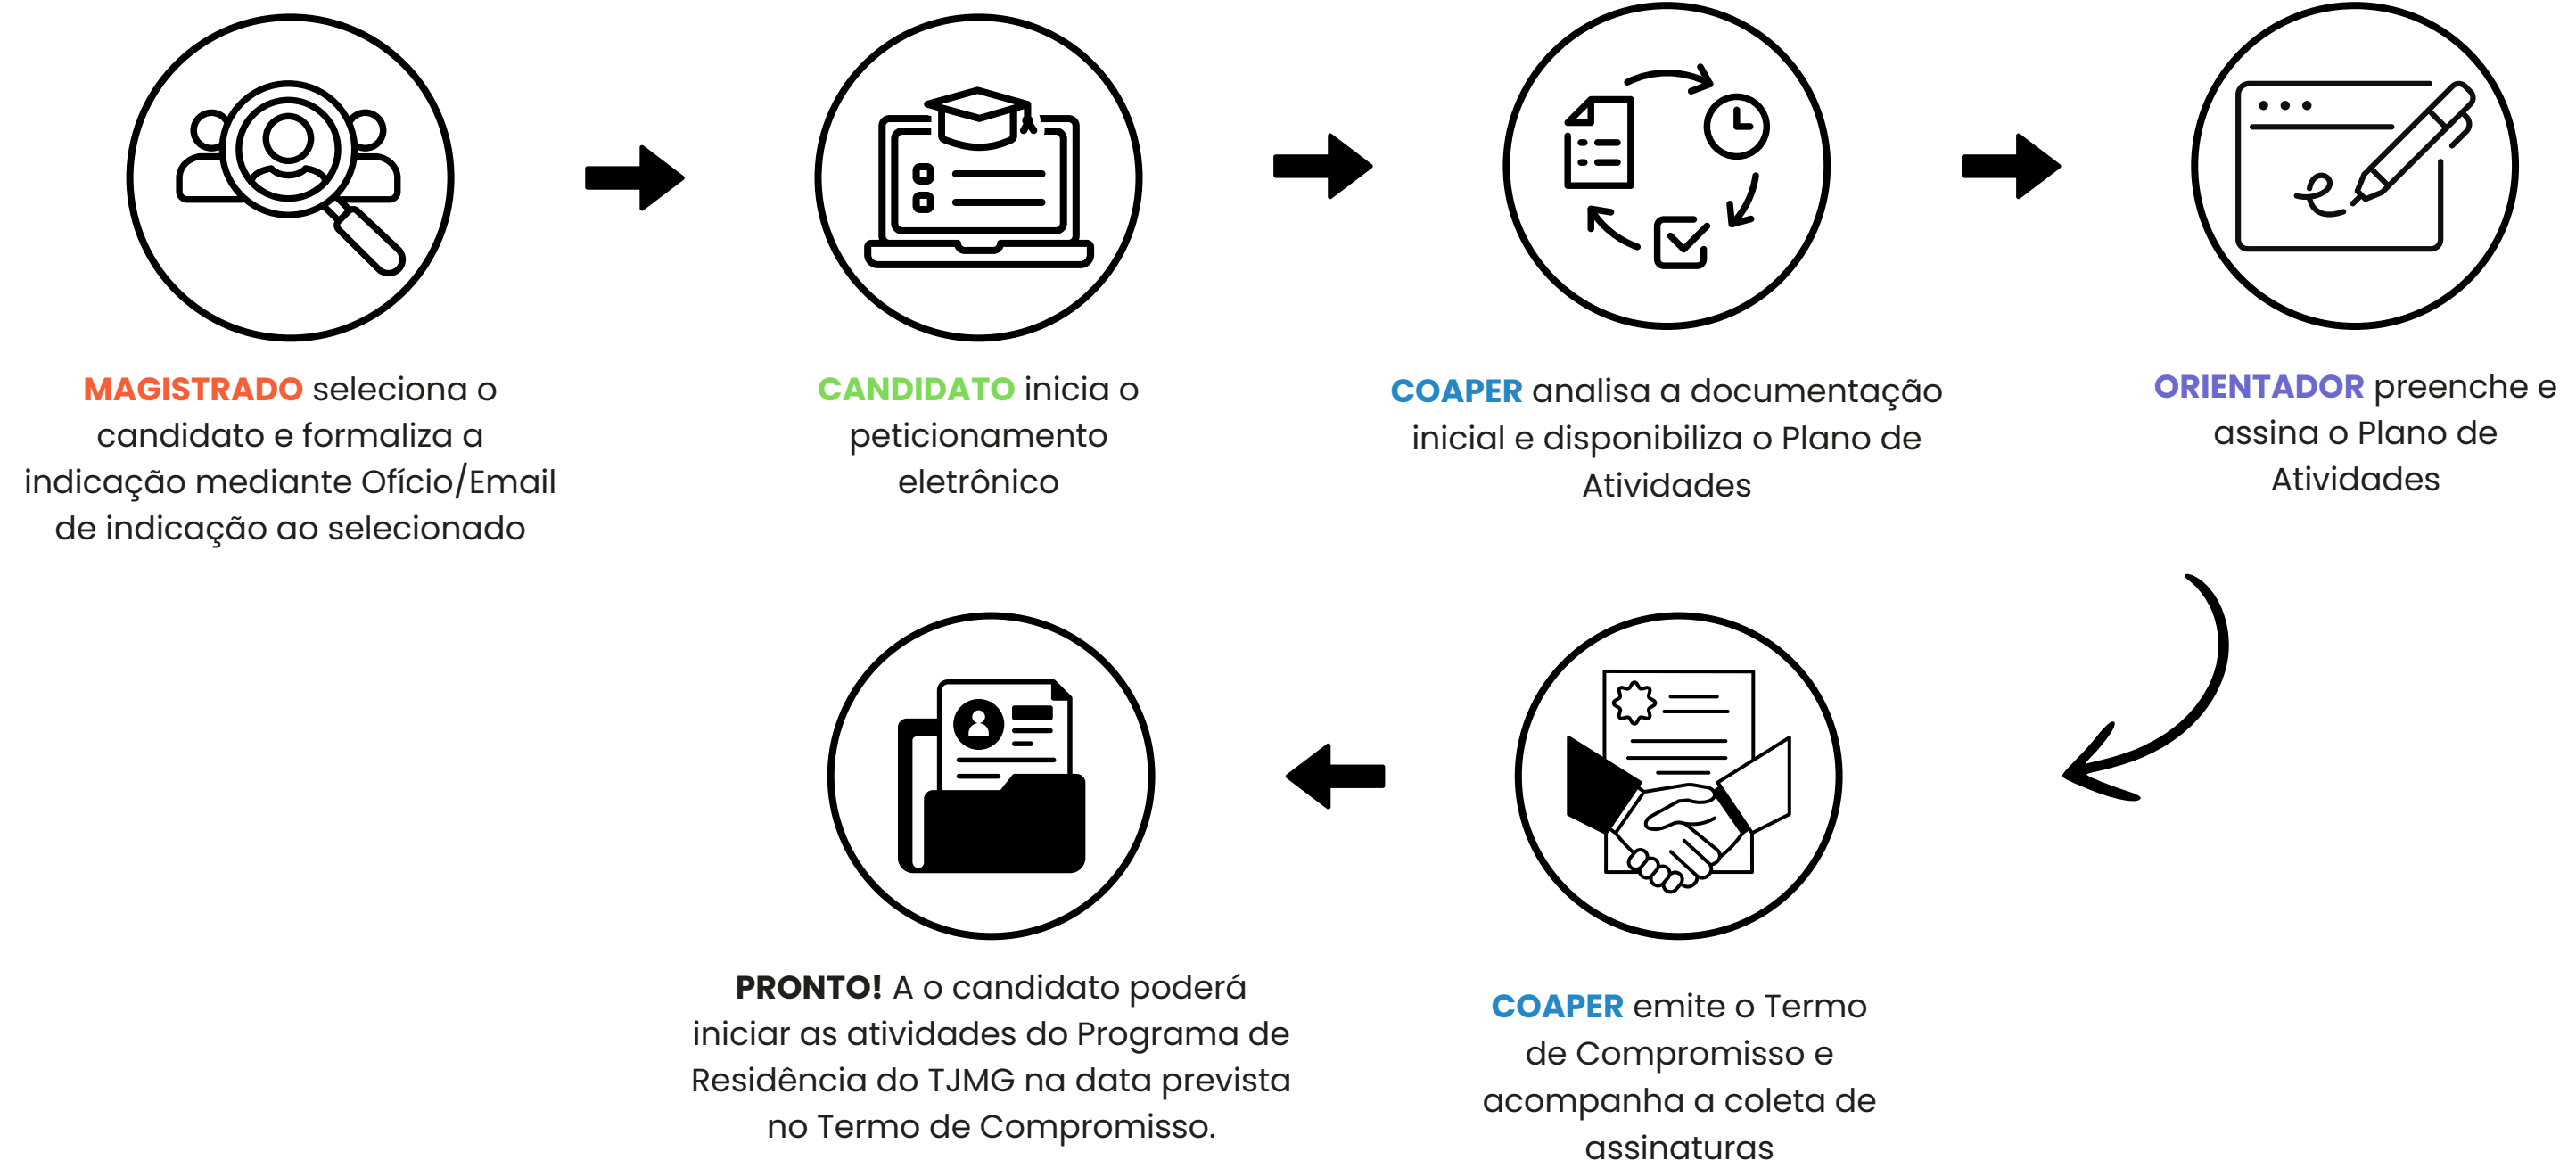 MAGISTRADO seleciona o
candidato e formaliza a
indicação mediante Ofício/Email
de indicação ao selecionado
CANDIDATO inicia o
peticionamento
eletrônico
COAPER analisa a documentação
inicial e disponibiliza o Plano de
Atividades
ORIENTADOR preenche e
assina o Plano de
Atividades
COAPER emite o Termo
de Compromisso e
acompanha a coleta de
assinaturas
PRONTO! A o candidato poderá
iniciar as atividades do Programa de
Residência do TJMG na data prevista
no Termo de Compromisso.